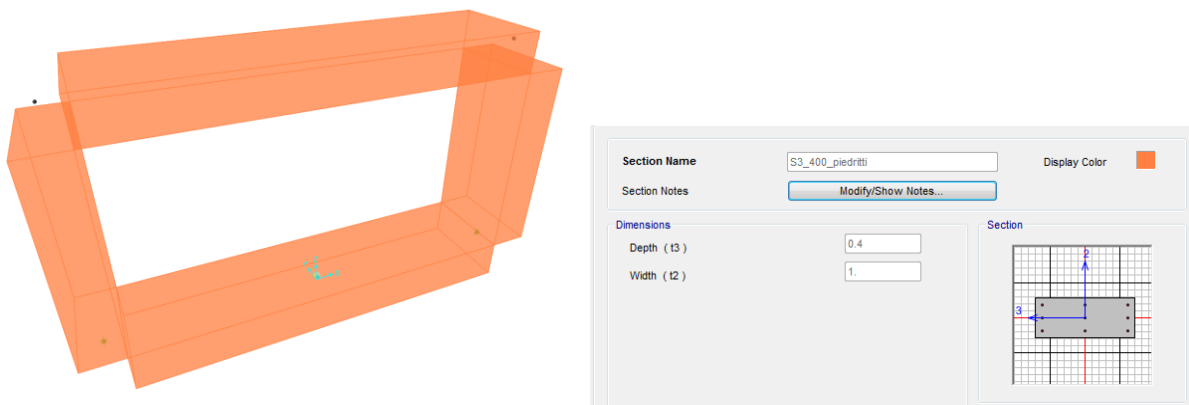 Section Name S3_400_piedritti Display Color
Section Notes Modify/Show Notes...
Dimensions Section
Depth ( t3 ) 0.4
Width ( t2 ) 1.
2
3